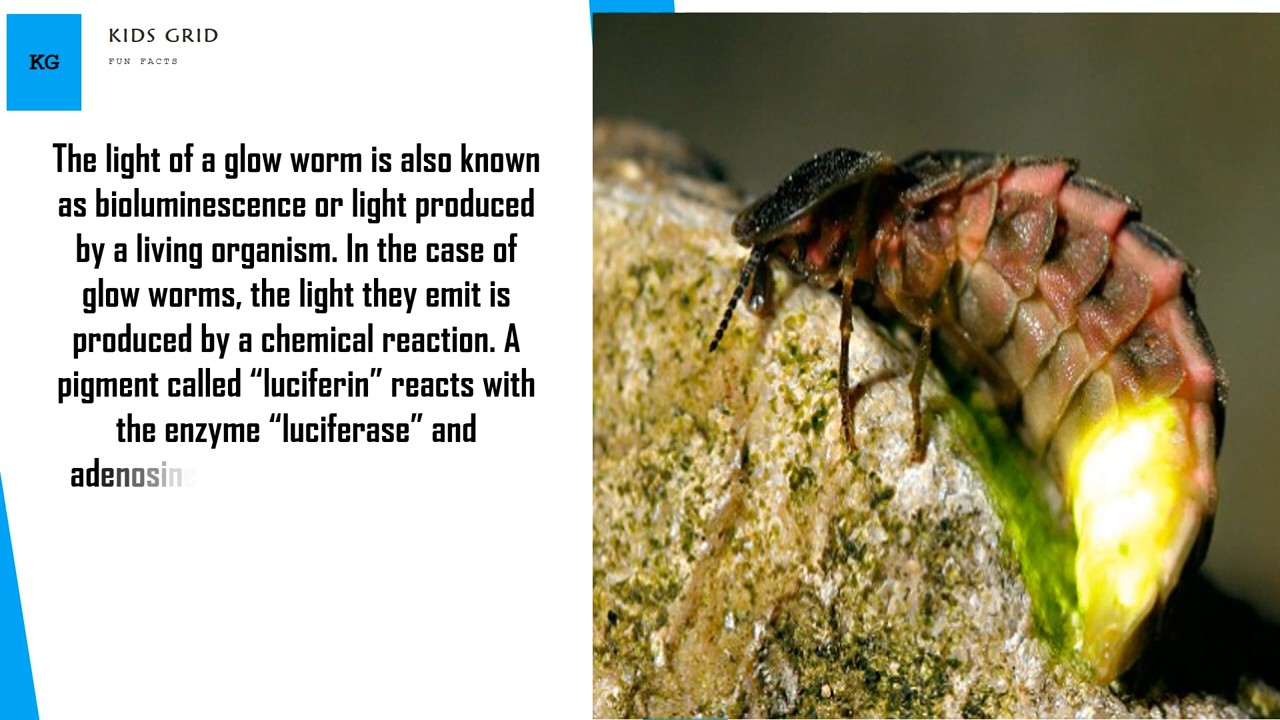 KG
KIDS GRID
FUN FACTS
The light of a glow worm is also known
as bioluminescence or light produced
by a living organism. In the case of
glow worms, the light they emit is
produced by a chemical reaction. A
pigment called “luciferin” reacts with
the enzyme “luciferase” and
adenosine